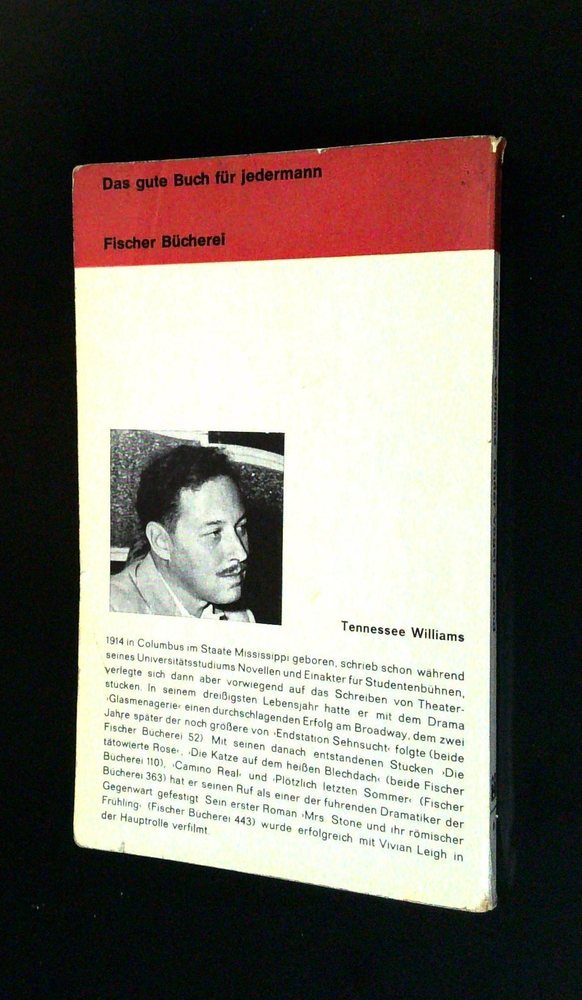 Das gute Buch für jedermann
Fischer Bücherei
Tennessee Williams
1914 in Columbus im Staate Mississippi geboren, schrieb schon während
seines Universitätsstudiums Novellen und Einakter für Studentenbühnen,
verlegte sich dann aber vorwiegend auf das Schreiben von Theater-
stücken. In seinem dreißigsten Lebensjahr hatte er mit dem Drama
›Glasmenagerie‹ einen durchschlagenden Erfolg am Broadway, dem zwei
Jahre später der noch größere von ›Endstation Sehnsucht‹ folgte (beide
Fischer Bücherei 52). Mit seinen danach entstandenen Stücken ›Die
tätowierte Rose‹, ›Die Katze auf dem heißen Blechdach‹ (beide Fischer
Bücherei 110), ›Camino Real‹ und ›Plötzlich letzten Sommer‹ (Fischer
Bücherei 363) hat er seinen Ruf als einer der führenden Dramatiker der
Gegenwart gefestigt. Sein erster Roman ›Mrs. Stone und ihr römischer
Frühling‹ (Fischer Bücherei 443) wurde erfolgreich mit Vivian Leigh in
der Hauptrolle verfilmt.